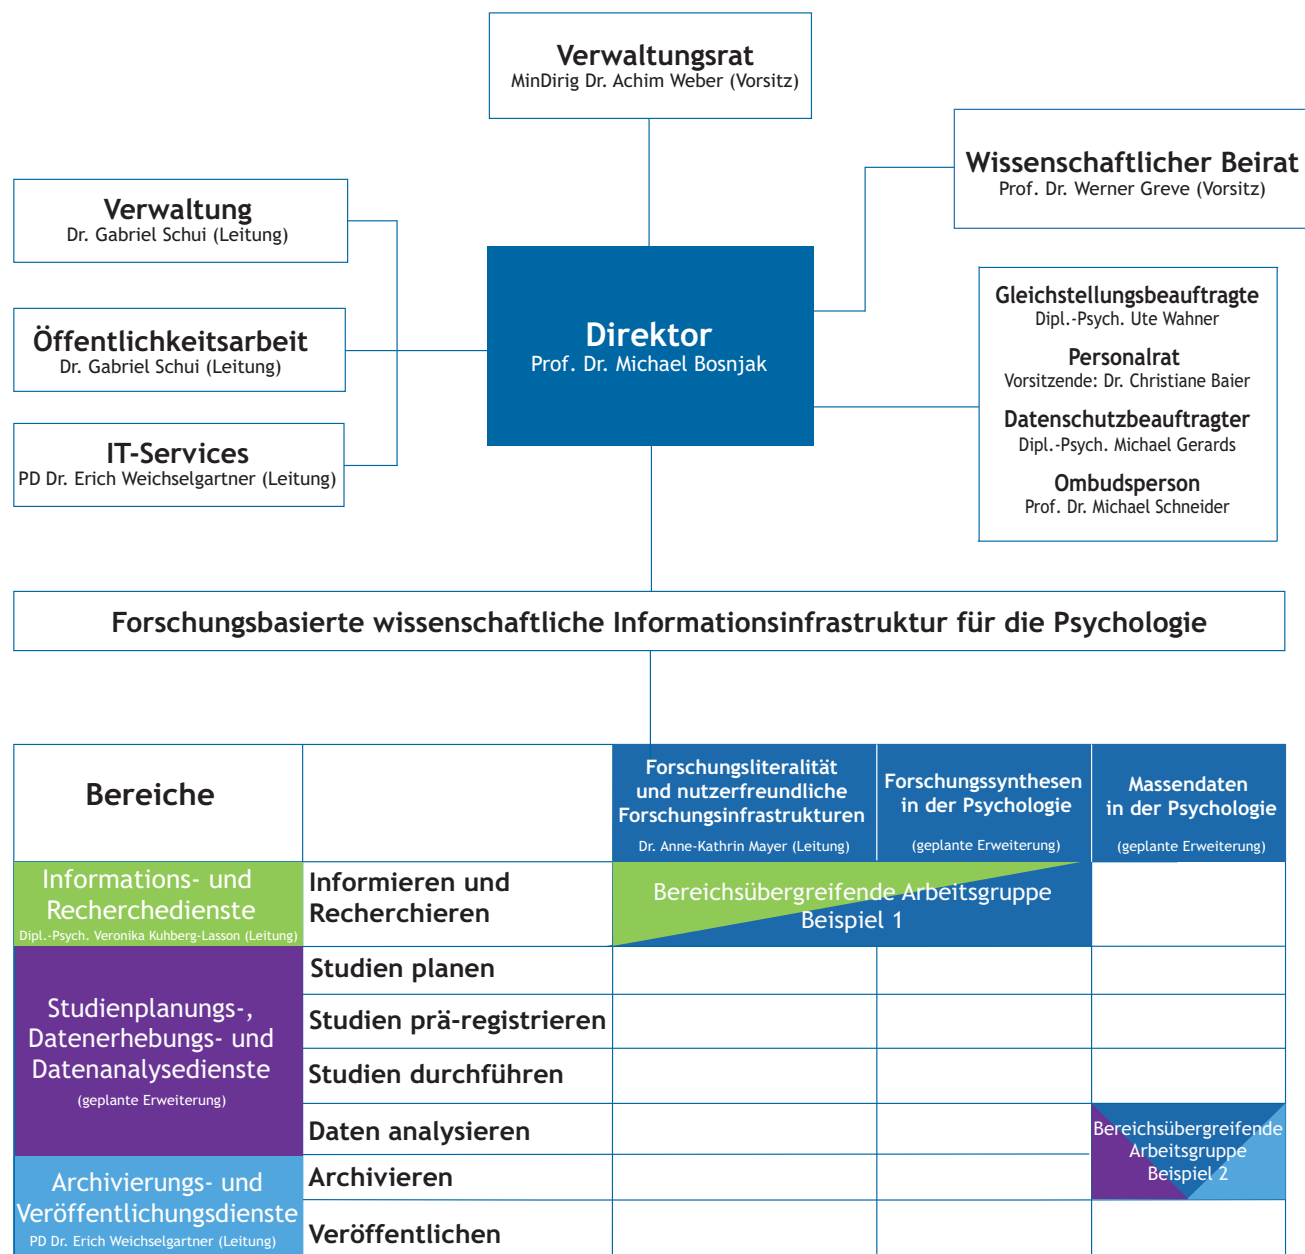 Verwaltungsrat
MinDirig Dr. Achim Weber (Vorsitz)
Wissenschaftlicher Beirat
Prof. Dr. Werner Greve (Vorsitz)
Verwaltung
Dr. Gabriel Schui (Leitung)
Öffentlichkeitsarbeit
Dr. Gabriel Schui (Leitung)
IT-Services
PD Dr. Erich Weichselgartner (Leitung)
Direktor
Prof. Dr. Michael Bosnjak
Gleichstellungsbeauftragte
Dipl.-Psych. Ute Wahner
Personalrat
Vorsitzende: Dr. Christiane Baier
Datenschutzbeauftragter
Dipl.-Psych. Michael Gerards
Ombudsperson
Prof. Dr. Michael Schneider
Forschungsbasierte wissenschaftliche Informationsinfrastruktur für die Psychologie
Bereiche
Forschungsliteralität
und nutzerfreundliche
Forschungsinfrastrukturen
Dr. Anne-Kathrin Mayer (Leitung)
Forschungssynthesen
in der Psychologie
(geplante Erweiterung)
Massendaten
in der Psychologie
(geplante Erweiterung)
Informations- und
Recherchedienste
Dipl.-Psych. Veronika Kuhberg-Lasson (Leitung)
Informieren und
Recherchieren
Bereichsübergreifende Arbeitsgruppe
Beispiel 1
Studienplanungs-,
Datenerhebungs- und
Datenanalysedienste
(geplante Erweiterung)
Studien planen
Studien prä-registrieren
Studien durchführen
Daten analysieren
Bereichsübergreifende
Arbeitsgruppe
Beispiel 2
Archivierungs- und
Veröffentlichungsdienste
PD Dr. Erich Weichselgartner (Leitung)
Archivieren
Veröffentlichen